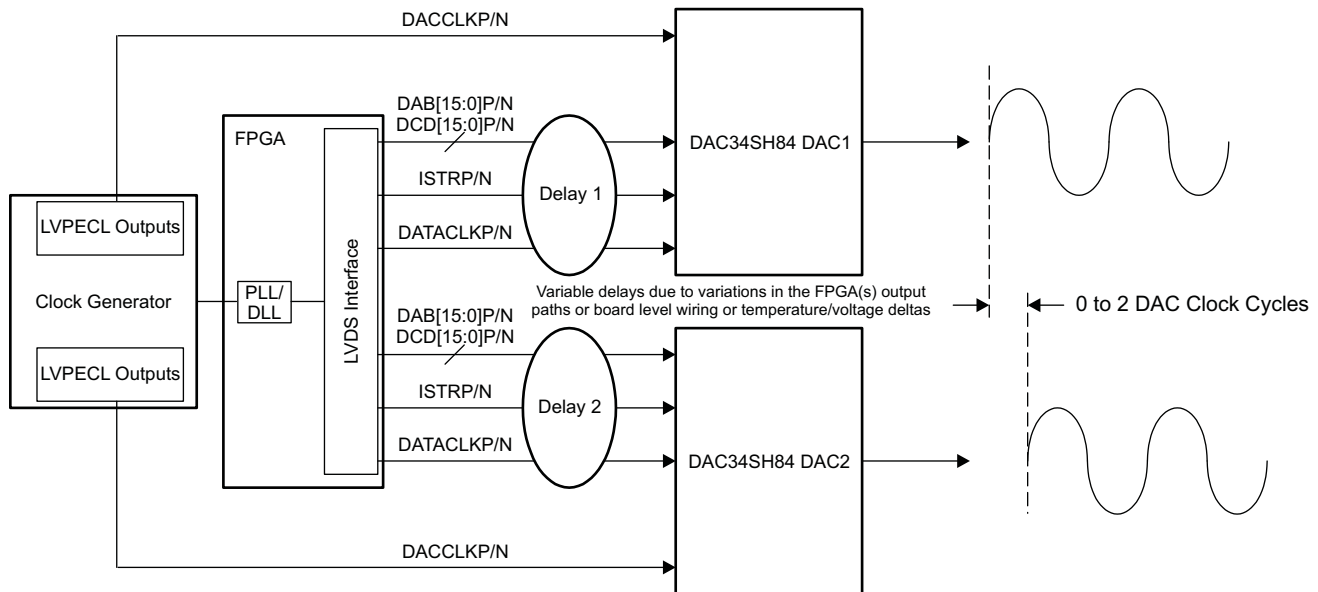 DACCLKP/N
DAB[15:0]P/N
DCD[15:0]P/N
FPGA
DAC34SH84 DAC1
ISTRP/N
Delay 1
LVPECL Outputs
DATACLKP/N
LVDS Interface
Clock Generator
PLL/
DLL
Variable delays due to variations in the FPGA(s) output
paths or board level wiring or temperature/voltage deltas
0 to 2 DAC Clock Cycles
DAB[15:0]P/N
DCD[15:0]P/N
LVPECL Outputs
ISTRP/N
Delay 2
DATACLKP/N
DAC34SH84 DAC2
DACCLKP/N